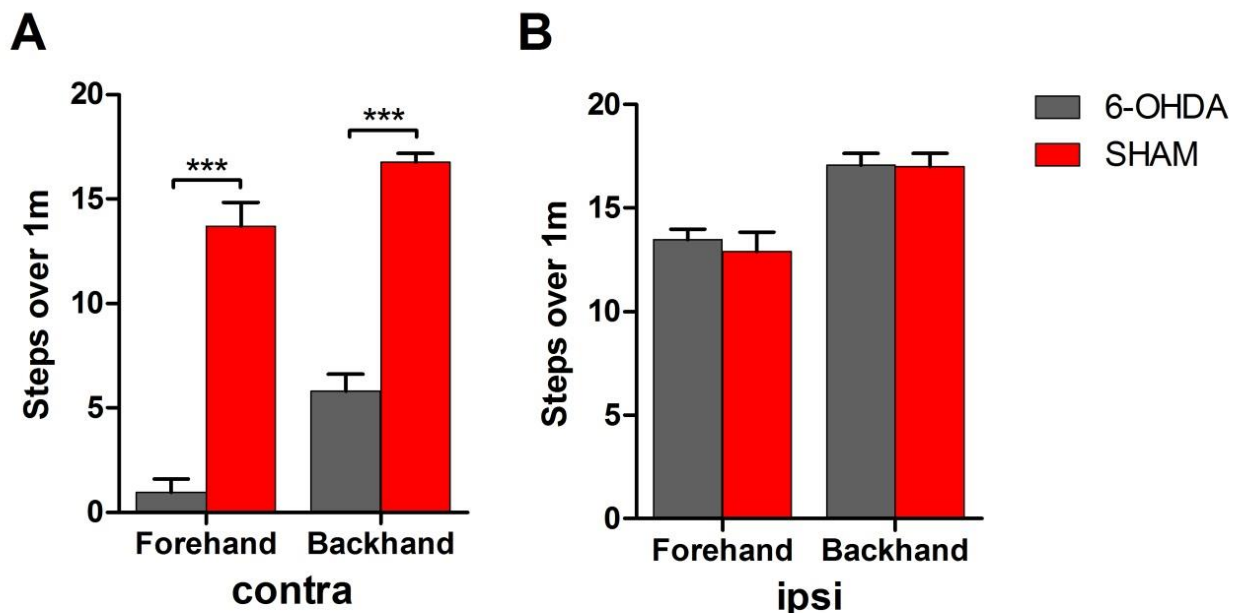 A
Steps over 1m
20
15
10
5
0
***
***
Forehand Backhand
contra
B
Steps over 1m
20
15
10
5
0
Forehand Backhand
ipsi
6-OHDA
SHAM